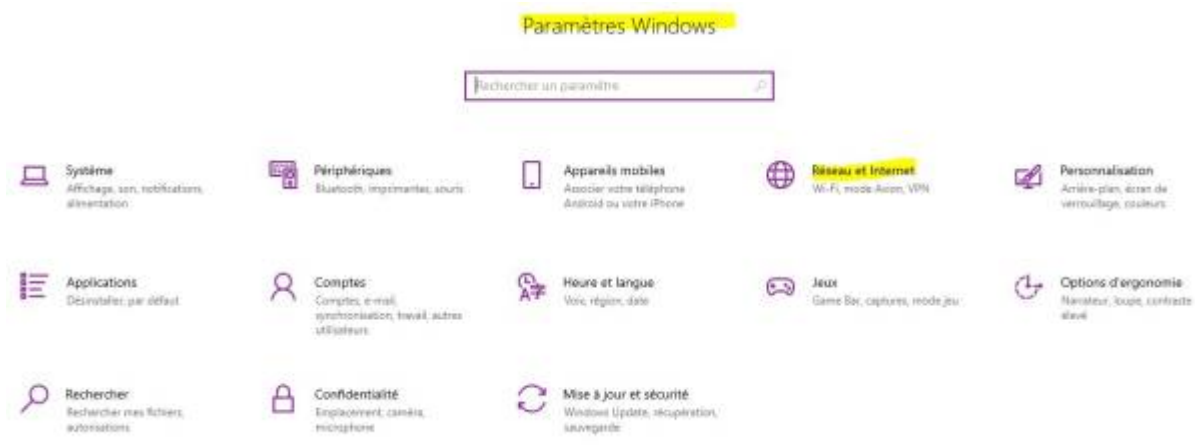 Paramètres Windows
Rechercher un paramètre
Système
Affichage, son, notifications,
alimentation
Périphériques
Bluetooth, imprimantes, souris
Appareils mobiles
Associer votre téléphone
Android ou votre iPhone
Réseau et Internet
Wi-Fi, mode Avion, VPN
Personnalisation
Arrière-plan, écran de
verrouillage, couleurs
Applications
Désinstaller, par défaut
Comptes
Comptes, e-mail,
synchronisation, travail, autres
utilisateurs
Heure et langue
Voix, région, date
Jeux
Game Bar, captures, mode jeu
Options d'ergonomie
Narrateur, loupe, contraste
élevé
Rechercher
Rechercher mes fichiers,
autorisations
Confidentialité
Emplacement, caméra,
microphone
Mise à jour et sécurité
Windows Update, récupération,
sauvegarde